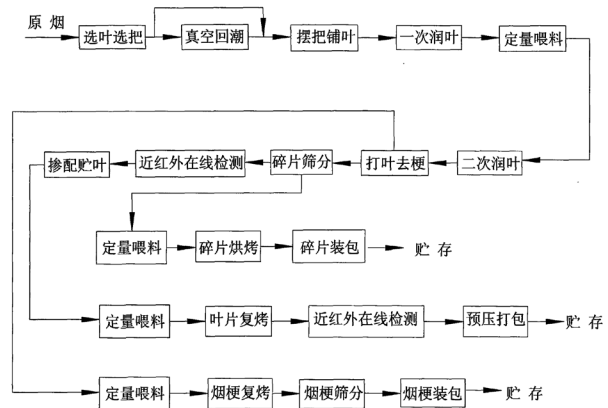 原烟
选叶选把
真空回潮
摆把铺叶
一次润叶
定量喂料
掺配贮叶
近红外在线检测
碎片筛分
打叶去梗
二次润叶
定量喂料
碎片烘烤
碎片装包
贮存
定量喂料
叶片复烤
近红外在线检测
预压打包
贮存
定量喂料
烟梗复烤
烟梗筛分
烟梗装包
贮存